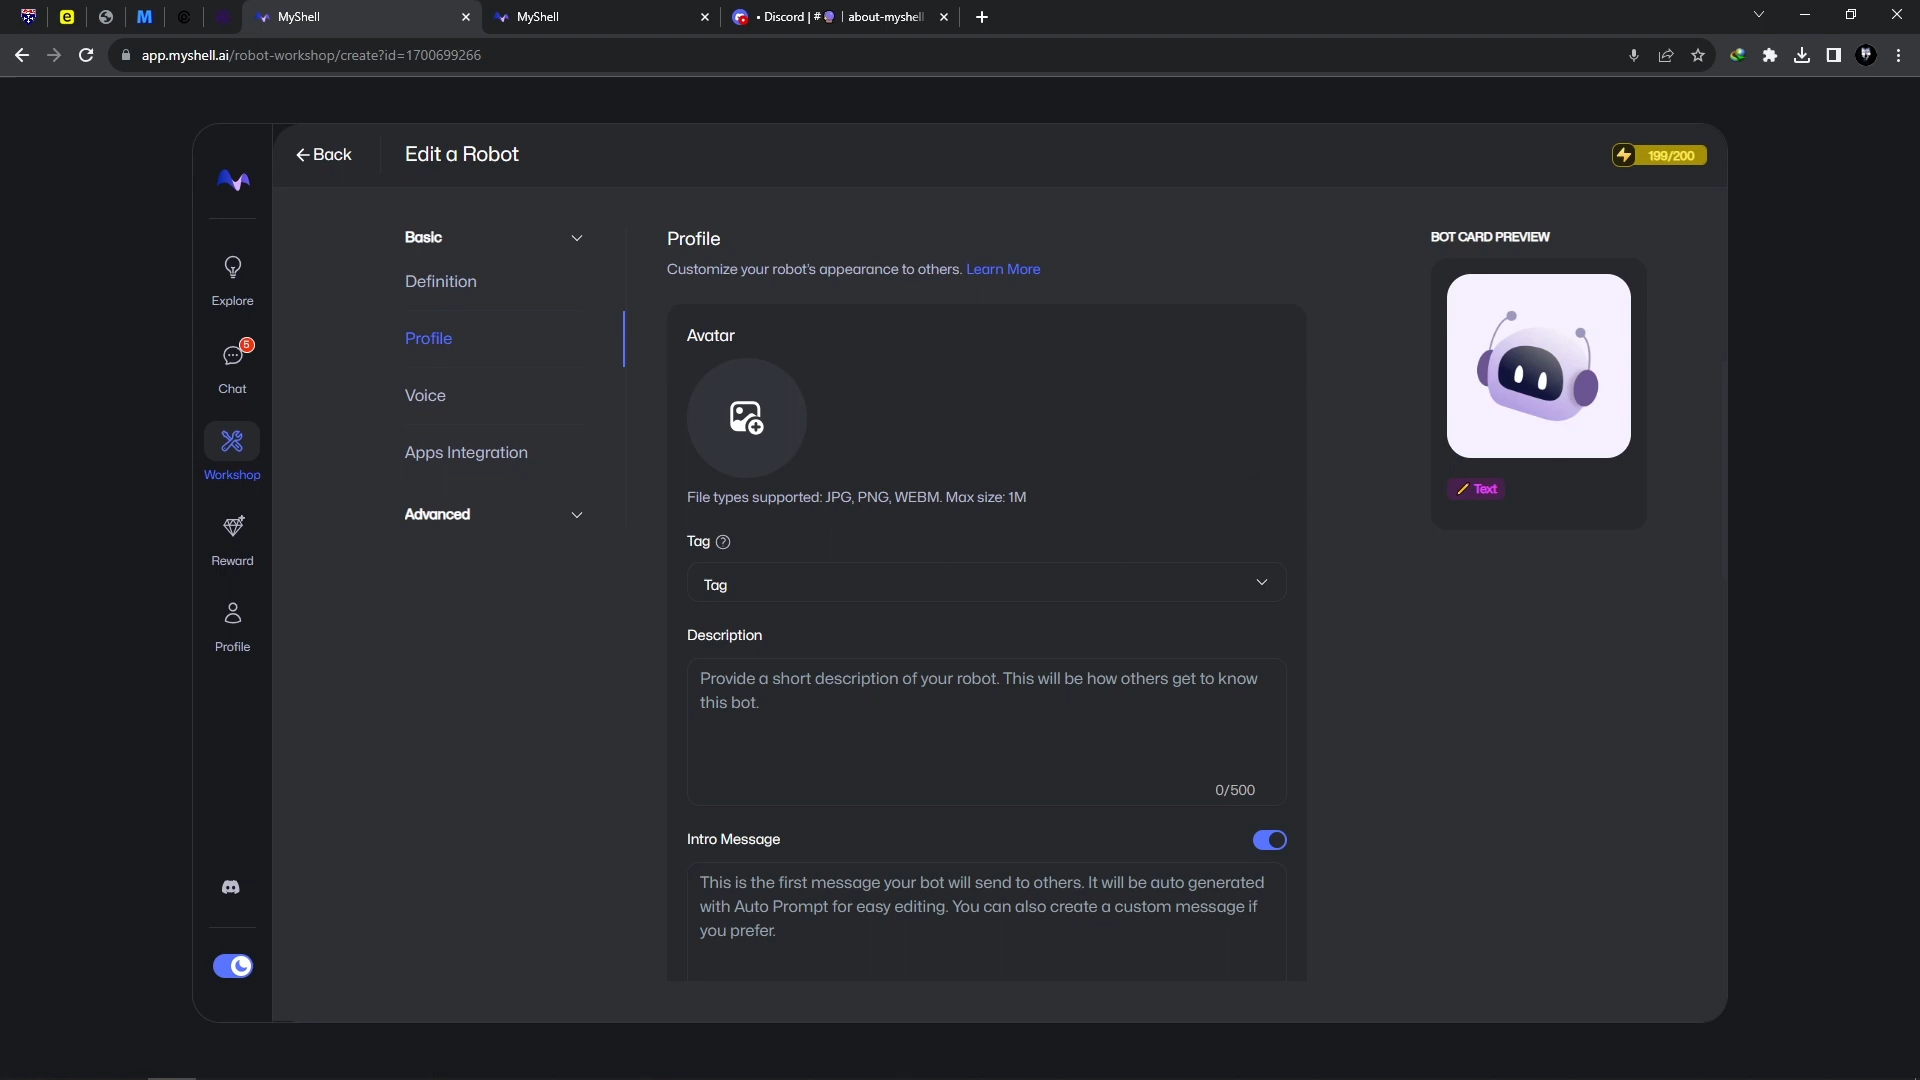 MyShell
MyShell
• Discord | # | about-myshell
app.myshell.ai/robot-workshop/create?id=1700699266
Back
Edit a Robot
199/200
Explore
5
Chat
Workshop
Reward
Profile
Basic
Definition
Profile
Voice
Apps Integration
Advanced
Profile
Customize your robot's appearance to others. Learn More
Avatar
File types supported: JPG, PNG, WEBM. Max size: 1M
Tag ?
Tag
Description
Provide a short description of your robot. This will be how others get to know
this bot.
0/500
Intro Message
This is the first message your bot will send to others. It will be auto generated
with Auto Prompt for easy editing. You can also create a custom message if
you prefer.
BOT CARD PREVIEW
Text